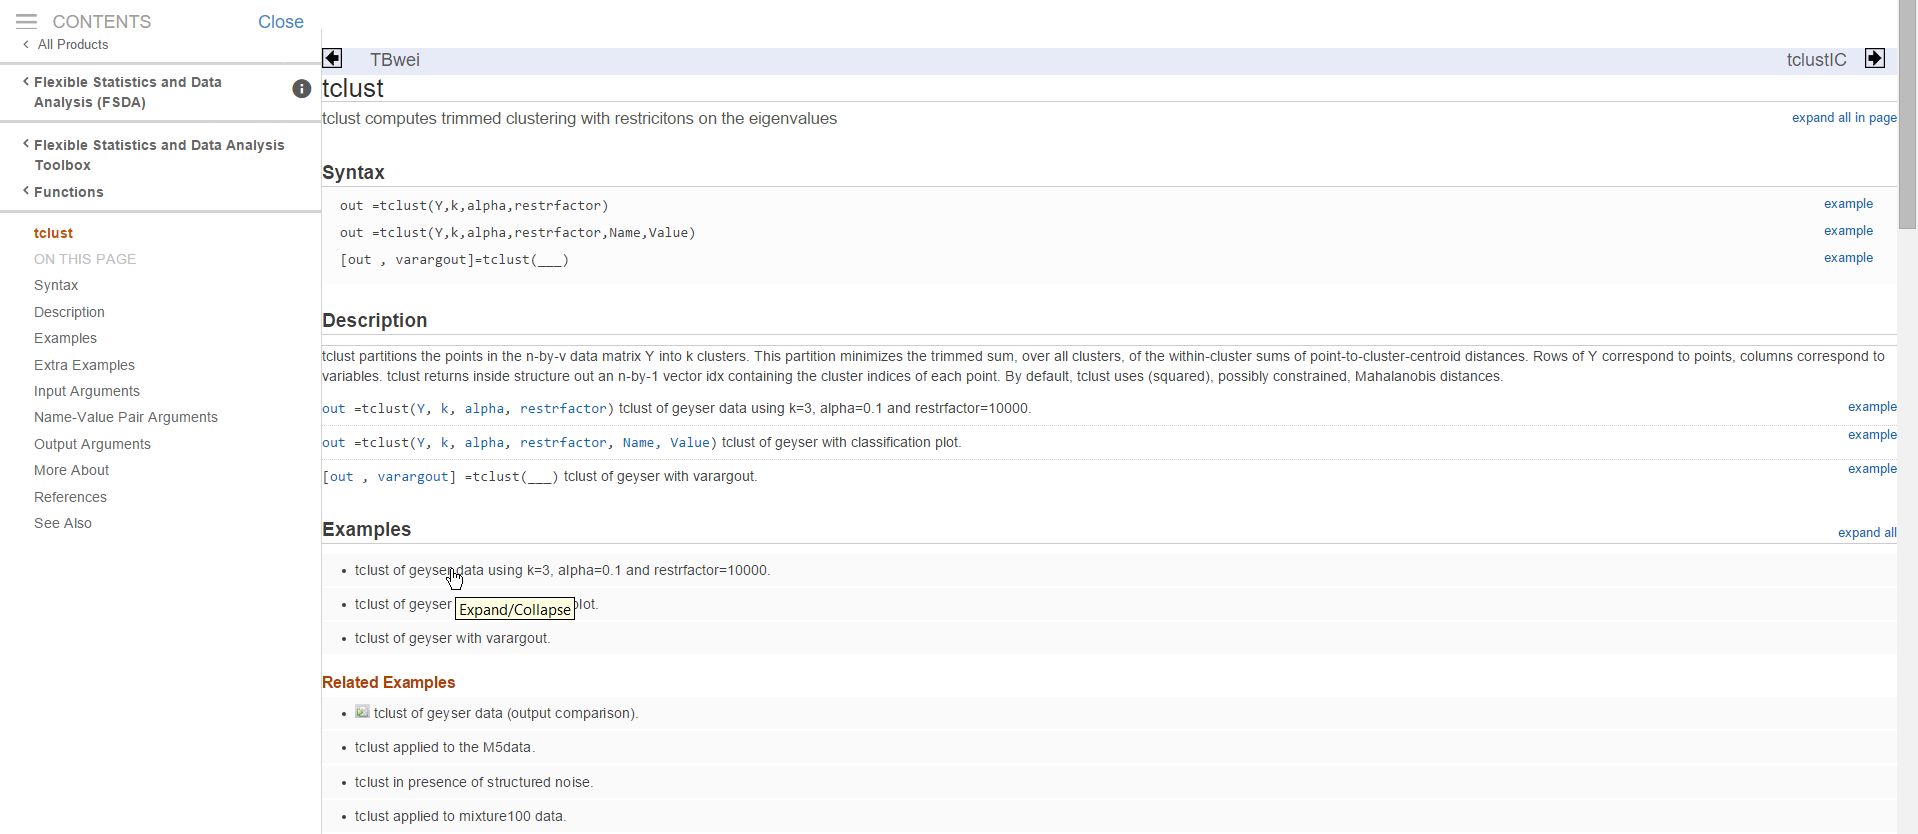 CONTENTS
Close
All Products
Flexible Statistics and Data
Analysis (FSDA)
Flexible Statistics and Data Analysis
Toolbox
Functions
tclust
ON THIS PAGE
Syntax
Description
Examples
Extra Examples
Input Arguments
Name-Value Pair Arguments
Output Arguments
More About
References
See Also
TBwei
tclustIC
tclust
tclust computes trimmed clustering with restricitons on the eigenvalues
expand all in page
Syntax
out =tclust(Y,k,alpha,restrfactor)
example
out =tclust(Y,k,alpha,restrfactor,Name,Value)
example
[out , varargout]=tclust(___)
example
Description
tclust partitions the points in the n-by-v data matrix Y into k clusters. This partition minimizes the trimmed sum, over all clusters, of the within-cluster sums of point-to-cluster-centroid distances. Rows of Y correspond to points, columns correspond to
variables. tclust returns inside structure out an n-by-1 vector idx containing the cluster indices of each point. By default, tclust uses (squared), possibly constrained, Mahalanobis distances.
out =tclust(Y, k, alpha, restrfactor) tclust of geyser data using k=3, alpha=0.1 and restrfactor=10000.
example
out =tclust(Y, k, alpha, restrfactor, Name, Value) tclust of geyser with classification plot.
example
[out , varargout] =tclust(___) tclust of geyser with varargout.
example
Examples
expand all
• tclust of geyser data using k=3, alpha=0.1 and restrfactor=10000.
• tclust of geyser plot.
Expand/Collapse
• tclust of geyser with varargout.
Related Examples
• tclust of geyser data (output comparison).
• tclust applied to the M5data.
• tclust in presence of structured noise.
• tclust applied to mixture100 data.